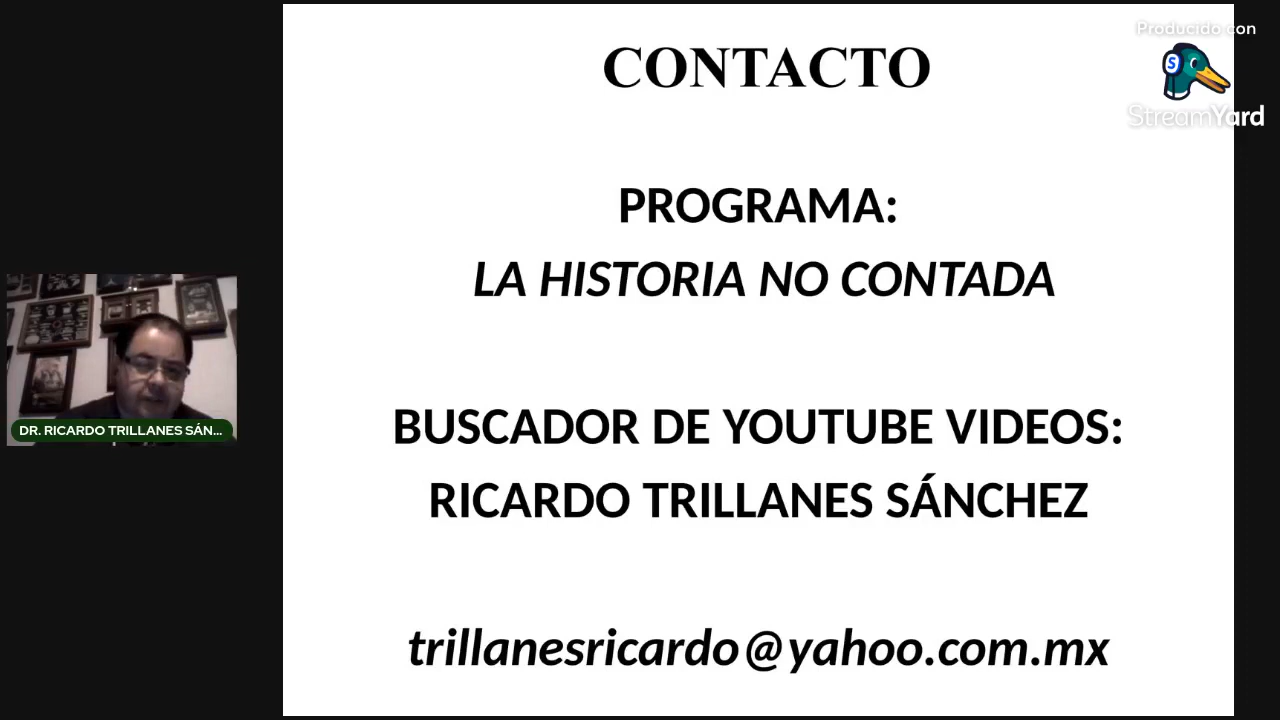 CONTACTO
Producido con
StreamYard
PROGRAMA:
LA HISTORIA NO CONTADA
BUSCADOR DE YOUTUBE VIDEOS:
RICARDO TRILLANES SÁNCHEZ
trillanesricardo@yahoo.com.mx
DR. RICARDO TRILLANES SÁN...